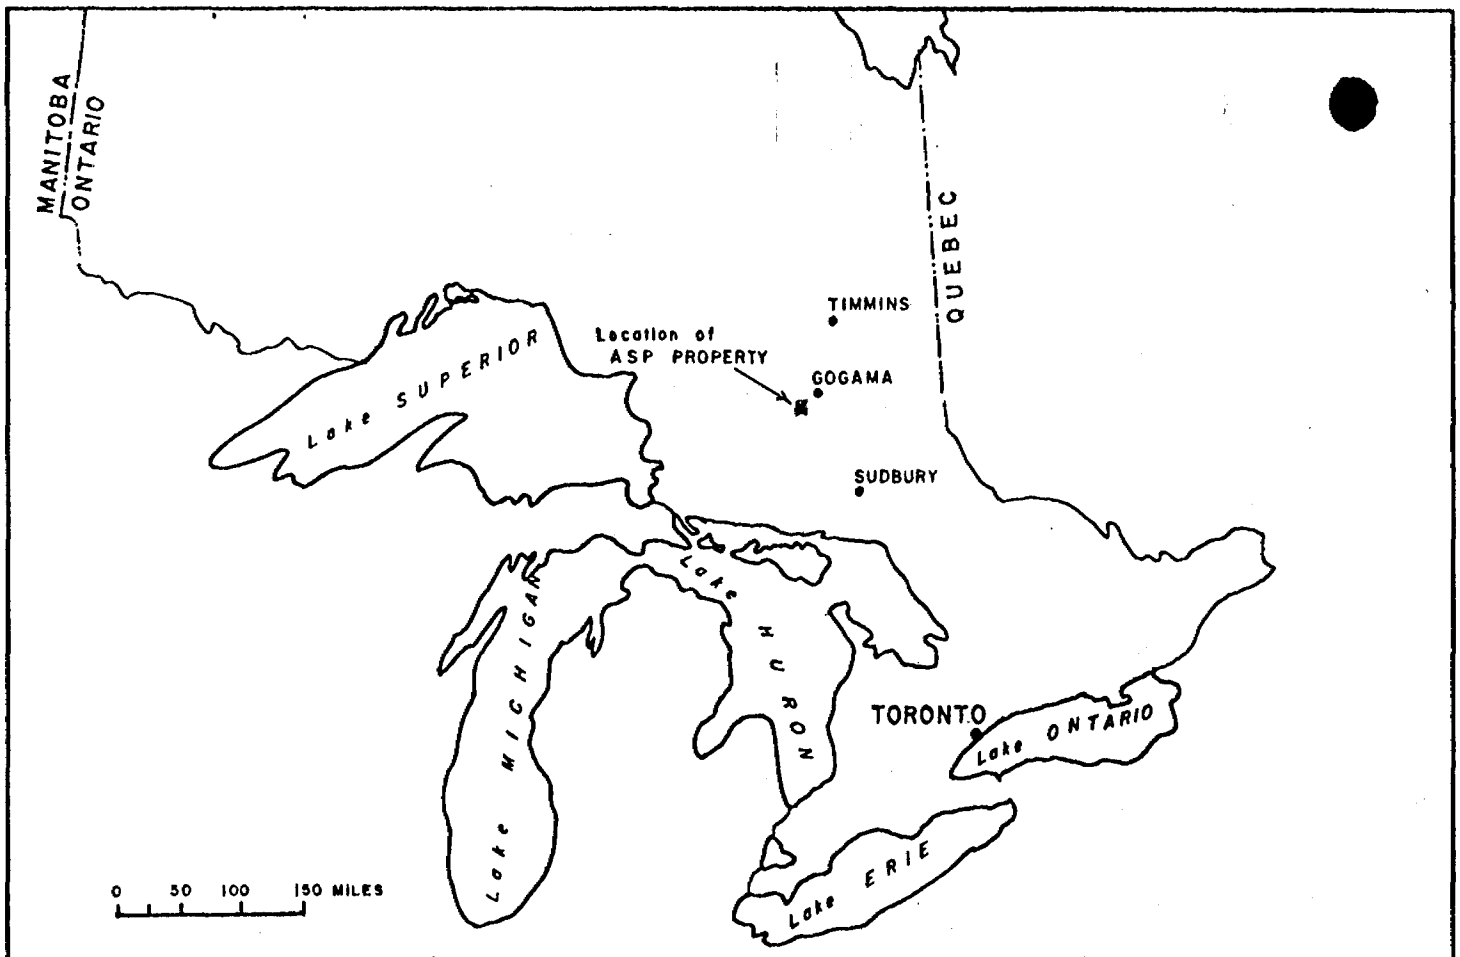 MANITOBA
ONTARIO
QUEBEC
TIMMINS
Location of
ASP PROPERTY
GOGAMA
Lake SUPERIOR
SUDBURY
Lake HURON
Lake MICHIGAN
TORONTO
Lake ONTARIO
Lake ERIE
0 50 100 150 MILES